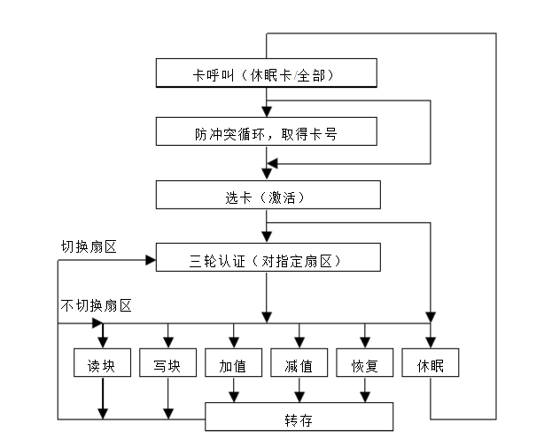 卡呼叫（休眠卡/全部）
防冲突循环，取得卡号
选卡（激活）
切换扇区
三轮认证（对指定扇区）
不切换扇区
读块
写块
加值
减值
恢复
休眠
转存